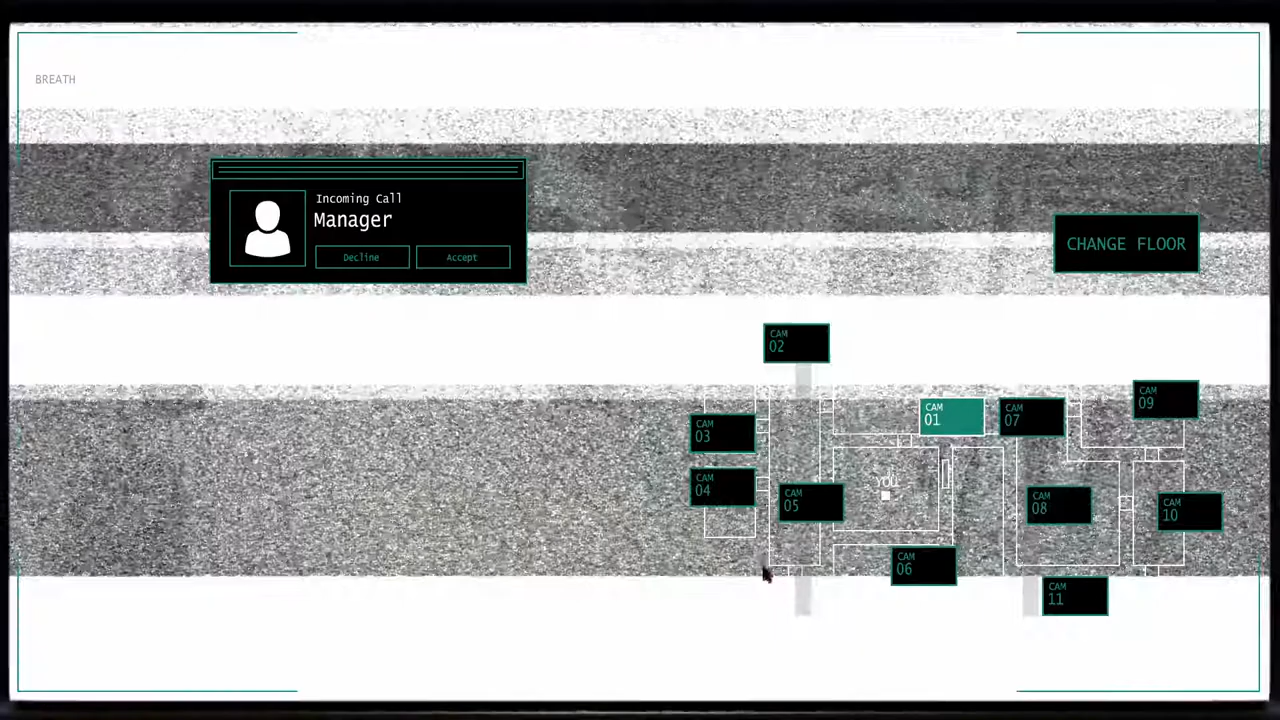 BREATH
Incoming Call
Manager
Decline
Accept
CHANGE FLOOR
CAM
02
CAM
09
CAM
01
CAM
07
CAM
03
CAM
04
YOU
CAM
05
CAM
08
CAM
10
CAM
06
CAM
11